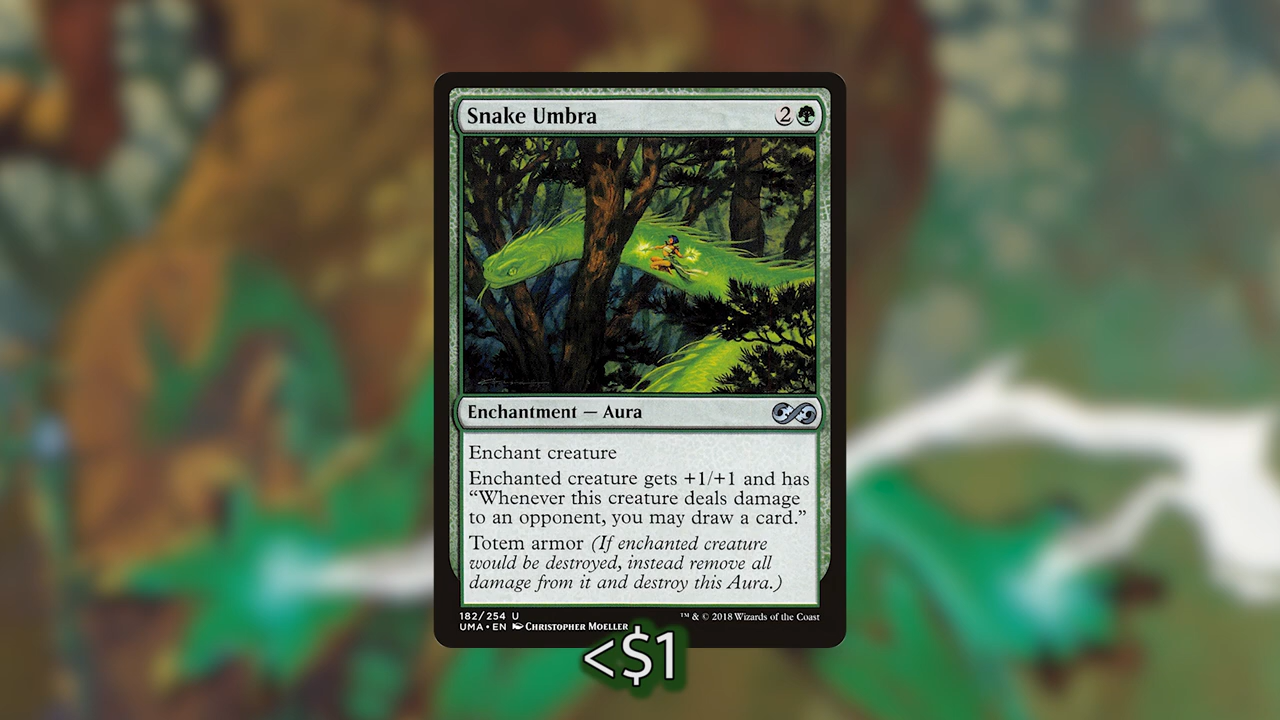 Snake Umbra 2
Enchantment — Aura
Enchant creature
Enchanted creature gets +1/+1 and has
“Whenever this creature deals damage
to an opponent, you may draw a card.”
Totem armor (If enchanted creature
would be destroyed, instead remove all
damage from it and destroy this Aura.)
182/254 U
UMA • EN Christopher Moeller
™ & © 2018 Wizards of the Coast
<$1